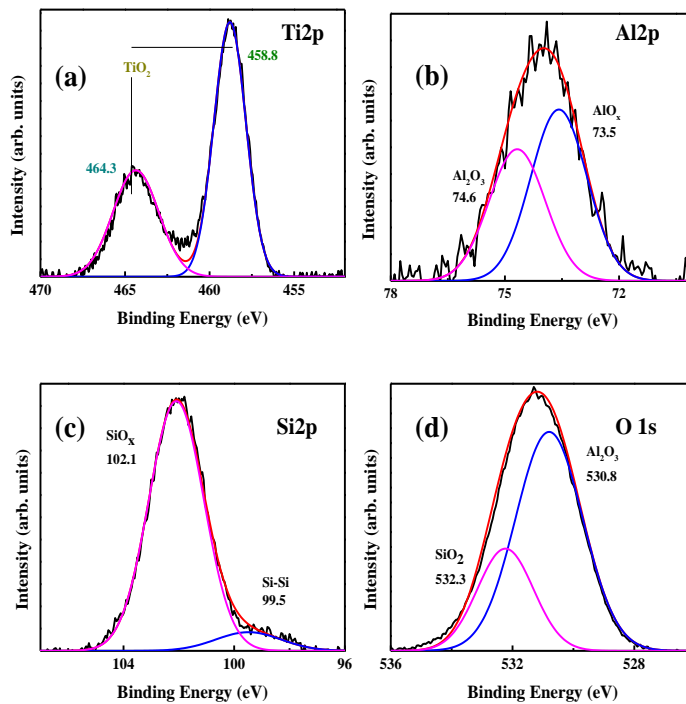 (a)
Ti2p
TiO₂
458.8
464.3
Intensity (arb. units)
470 465 460 455
Binding Energy (eV)
(b)
Al2p
AlOₓ
73.5
Al₂O₃
74.6
Intensity (arb. units)
78 75 72
Binding Energy (eV)
(c)
Si2p
SiOX
102.1
Si-Si
99.5
Intensity (arb. units)
104 100 96
Binding Energy (eV)
(d)
O 1s
Al₂O₃
530.8
SiO₂
532.3
Intensity (arb. units)
536 532 528
Binding Energy (eV)